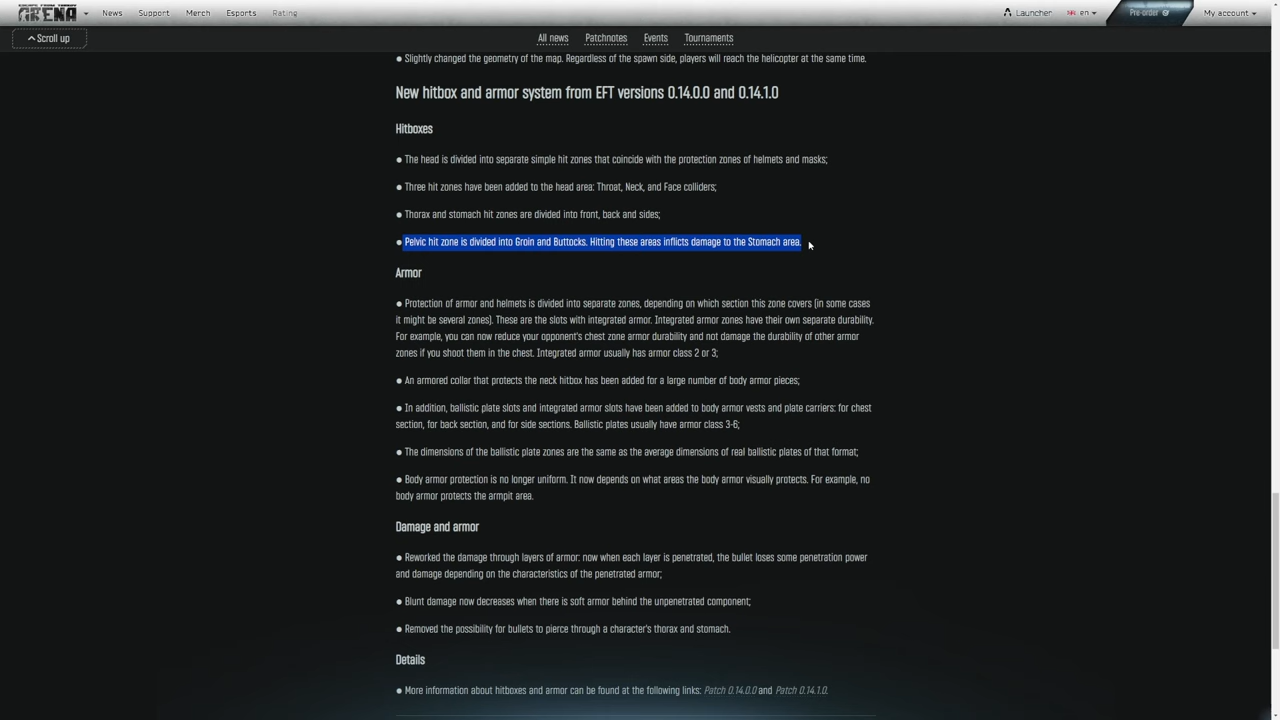 ESCAPE FROM TARKOV
ARENA
News Support Merch Esports Rating
Launcher en Pre-order My account
Scroll up
All news Patchnotes Events Tournaments
● Slightly changed the geometry of the map. Regardless of the spawn side, players will reach the helicopter at the same time.
New hitbox and armor system from EFT versions 0.14.0.0 and 0.14.1.0
Hitboxes
● The head is divided into separate simple hit zones that coincide with the protection zones of helmets and masks;
● Three hit zones have been added to the head area: Throat, Neck, and Face colliders;
● Thorax and stomach hit zones are divided into front, back and sides;
● Pelvic hit zone is divided into Groin and Buttocks. Hitting these areas inflicts damage to the Stomach area.
Armor
● Protection of armor and helmets is divided into separate zones, depending on which section this zone covers (in some cases
it might be several zones). These are the slots with integrated armor. Integrated armor zones have their own separate durability.
For example, you can now reduce your opponent's chest zone armor durability and not damage the durability of other armor
zones if you shoot them in the chest. Integrated armor usually has armor class 2 or 3;
● An armored collar that protects the neck hitbox has been added for a large number of body armor pieces;
● In addition, ballistic plate slots and integrated armor slots have been added to body armor vests and plate carriers: for chest
section, for back section, and for side sections. Ballistic plates usually have armor class 3-6;
● The dimensions of the ballistic plate zones are the same as the average dimensions of real ballistic plates of that format;
● Body armor protection is no longer uniform. It now depends on what areas the body armor visually protects. For example, no
body armor protects the armpit area.
Damage and armor
● Reworked the damage through layers of armor: now when each layer is penetrated, the bullet loses some penetration power
and damage depending on the characteristics of the penetrated armor;
● Blunt damage now decreases when there is soft armor behind the unpenetrated component;
● Removed the possibility for bullets to pierce through a character's thorax and stomach.
Details
● More information about hitboxes and armor can be found at the following links: Patch 0.14.0.0 and Patch 0.14.1.0.